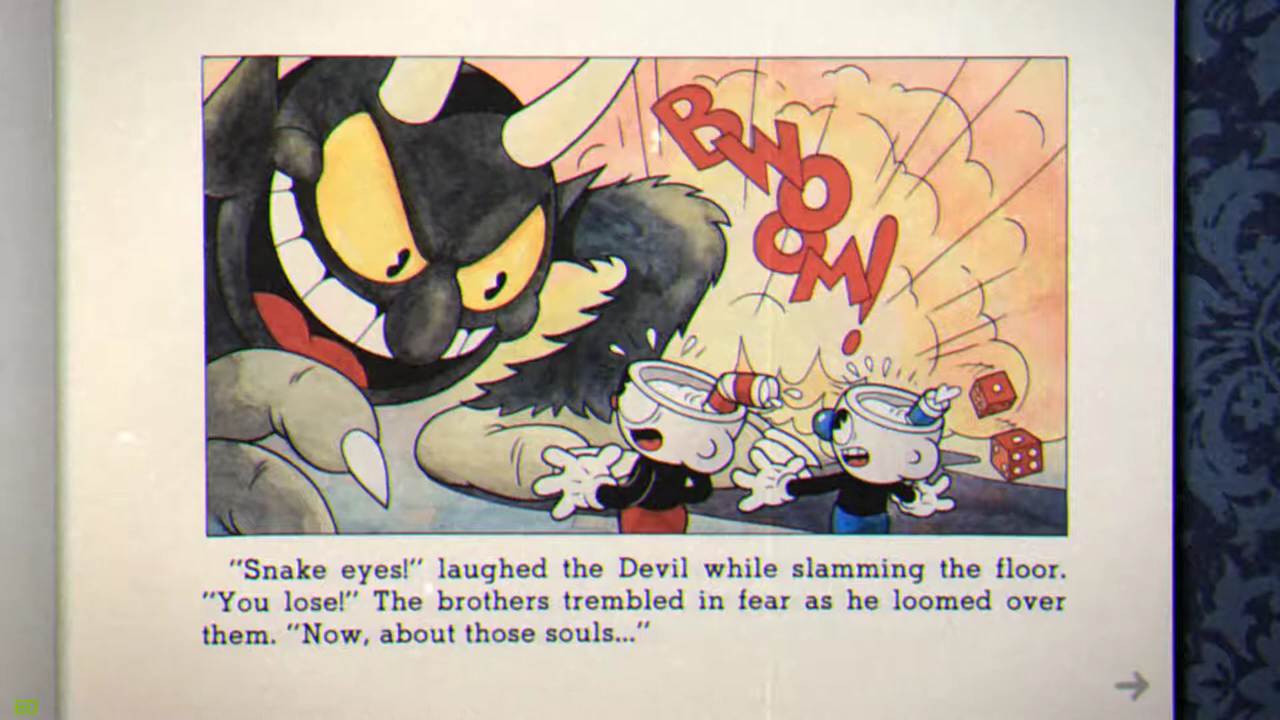 BWOOM!
"Snake eyes!" laughed the Devil while slamming the floor.
"You lose!" The brothers trembled in fear as he loomed over
them. "Now, about those souls..."
60